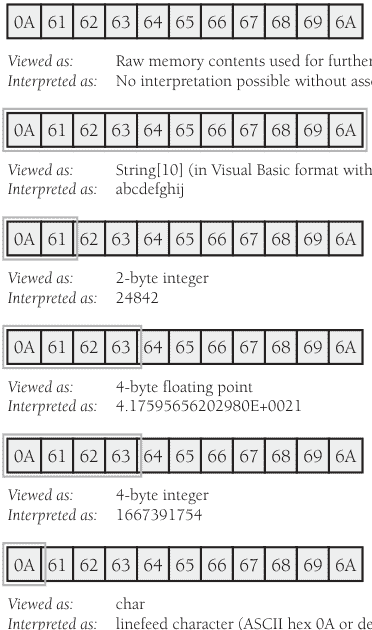 0A 61 62 63 64 65 66 67 68 69 6A
Viewed as: Raw memory contents used for further
Interpreted as: No interpretation possible without
0A 61 62 63 64 65 66 67 68 69 6A
Viewed as: String[10] (in Visual Basic format with
Interpreted as: abcdefghij
0A 61 62 63 64 65 66 67 68 69 6A
Viewed as: 2-byte integer
Interpreted as: 24842
0A 61 62 63 64 65 66 67 68 69 6A
Viewed as: 4-byte floating point
Interpreted as: 4.17595656202980E+0021
0A 61 62 63 64 65 66 67 68 69 6A
Viewed as: 4-byte integer
Interpreted as: 1667391754
0A 61 62 63 64 65 66 67 68 69 6A
Viewed as: char
Interpreted as: linefeed character (ASCII hex 0A or